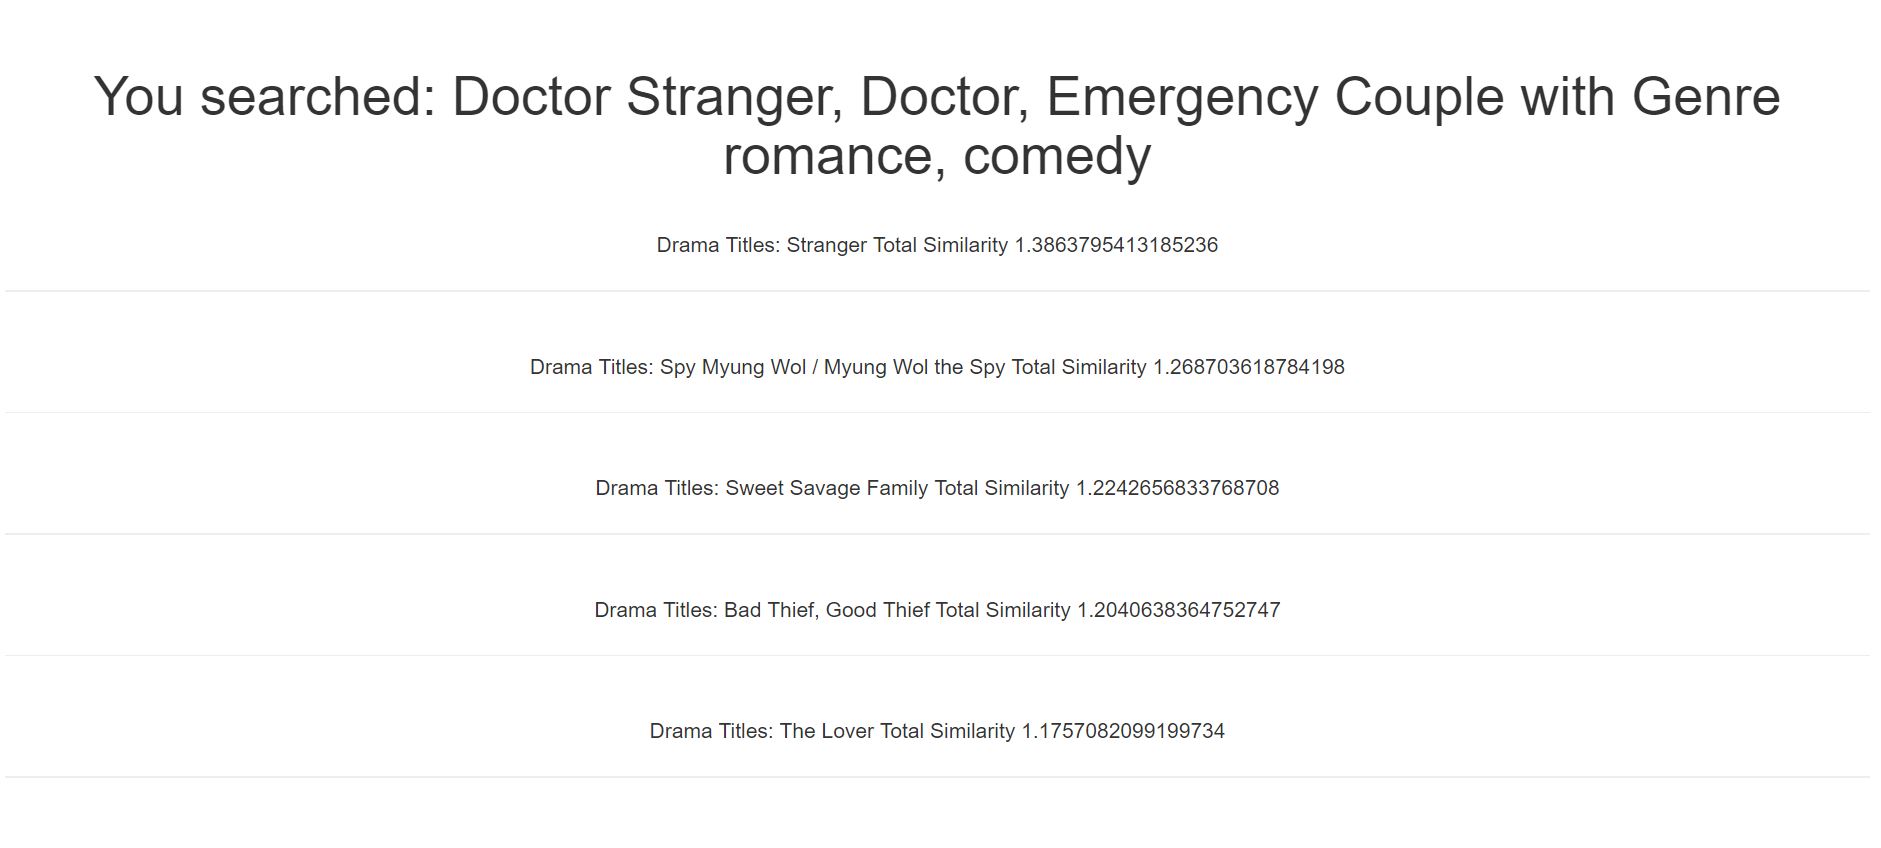 You searched: Doctor Stranger, Doctor, Emergency Couple with Genre
romance, comedy
Drama Titles: Stranger Total Similarity 1.3863795413185236
Drama Titles: Spy Myung Wol / Myung Wol the Spy Total Similarity 1.268703618784198
Drama Titles: Sweet Savage Family Total Similarity 1.2242656833768708
Drama Titles: Bad Thief, Good Thief Total Similarity 1.2040638364752747
Drama Titles: The Lover Total Similarity 1.1757082099199734